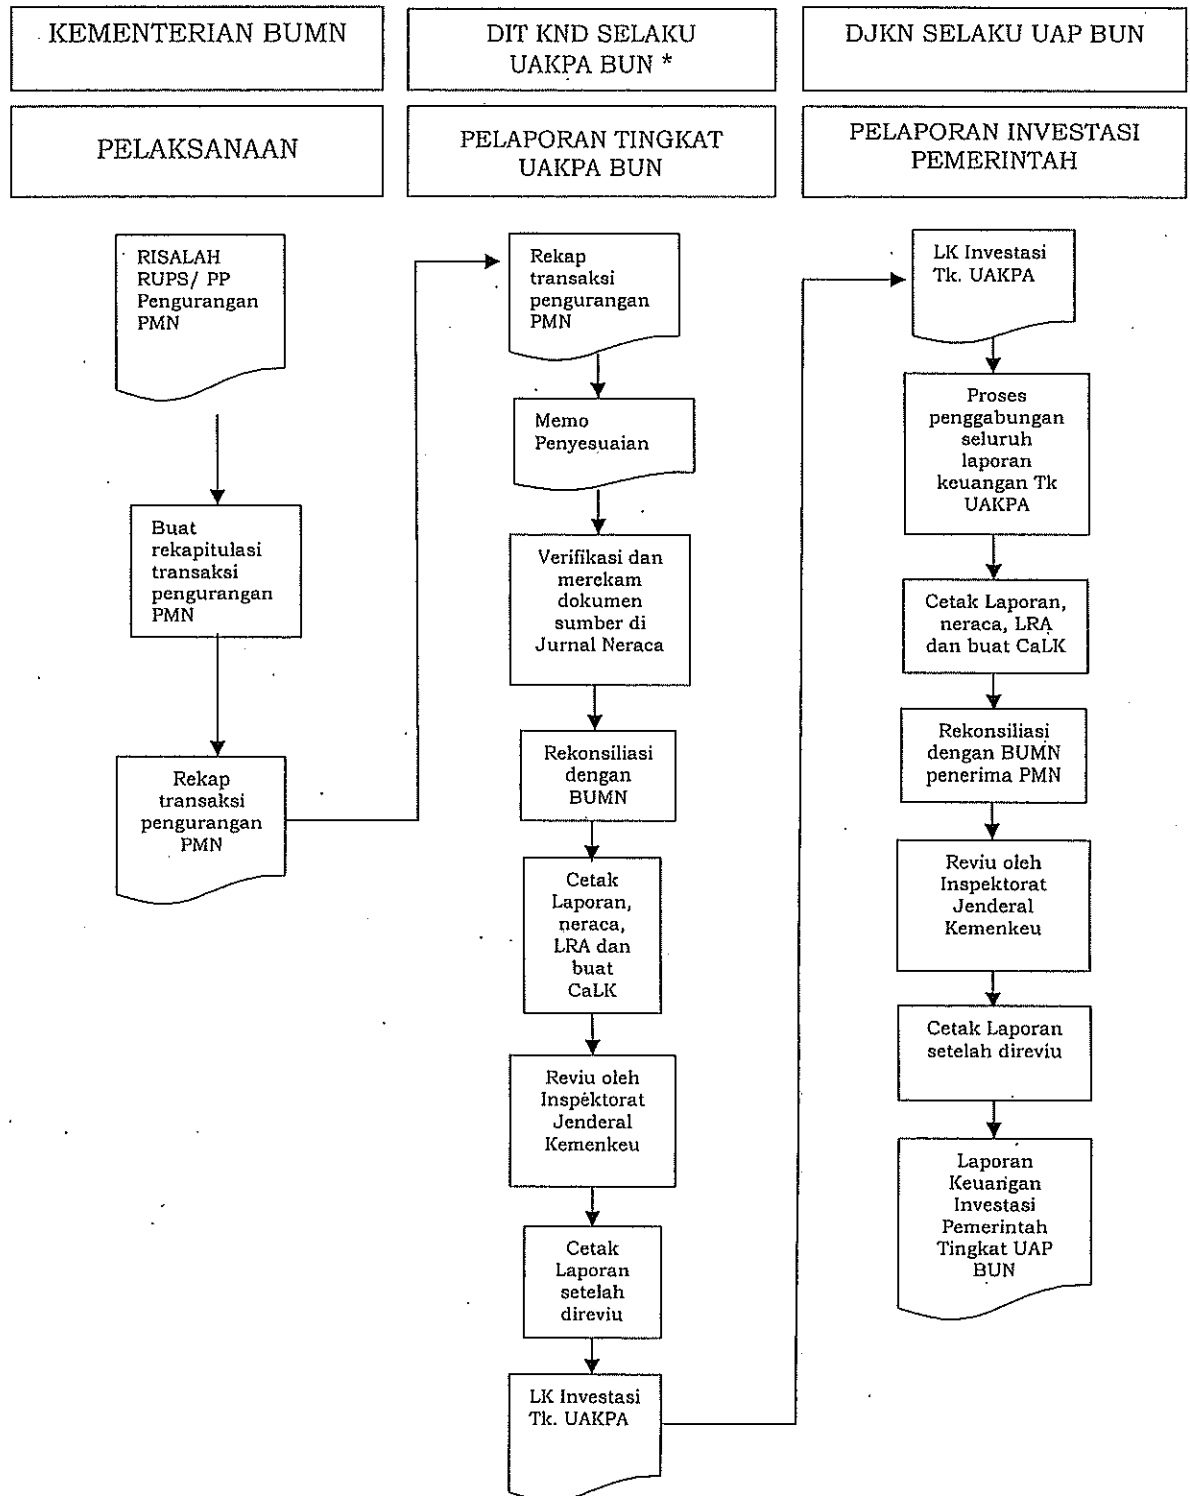 KEMENTERIAN BUMN
DIT KND SELAKU
UAKPA BUN *
DJKN SELAKU UAP BUN
PELAKSANAAN
PELAPORAN TINGKAT
UAKPA BUN
PELAPORAN INVESTASI
PEMERINTAH
RISALAH
RUPS/ PP
Pengurangan
PMN
Buat
rekapitulasi
transaksi
pengurangan
PMN
Rekap
transaksi
pengurangan
PMN
Rekap
transaksi
pengurangan
PMN
Memo
Penyesuaian
Verifikasi dan
merekam
dokumen
sumber di
Jurnal Neraca
Rekonsiliasi
dengan
BUMN
Cetak
Laporan,
neraca,
LRA dan
buat
CaLK
Reviu oleh
Inspektorat
Jenderal
Kemenkeu
Cetak
Laporan
setelah
direviu
LK Investasi
Tk. UAKPA
LK Investasi
Tk. UAKPA
Proses
penggabungan
seluruh
laporan
keuangan Tk
UAKPA
Cetak Laporan,
neraca, LRA
dan buat CaLK
Rekonsiliasi
dengan BUMN
penerima PMN
Reviu oleh
Inspektorat
Jenderal
Kemenkeu
Cetak Laporan
setelah direviu
Laporan
Keuangan
Investasi
Pemerintah
Tingkat UAP
BUN